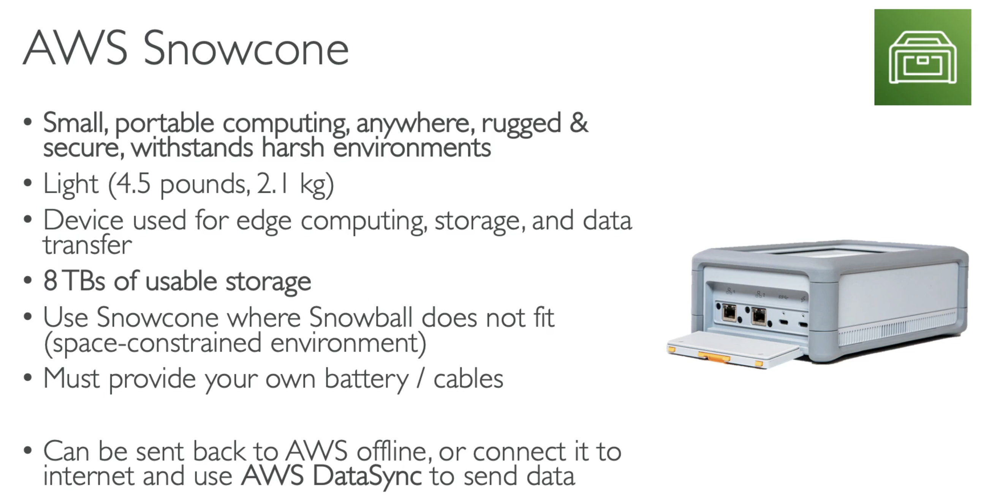 AWS Snowcone
• Small, portable computing, anywhere, rugged &
secure, withstands harsh environments
• Light (4.5 pounds, 2.1 kg)
• Device used for edge computing, storage, and data
transfer
• 8 TBs of usable storage
• Use Snowcone where Snowball does not fit
(space-constrained environment)
• Must provide your own battery / cables
• Can be sent back to AWS offline, or connect it to
internet and use AWS DataSync to send data
1
2